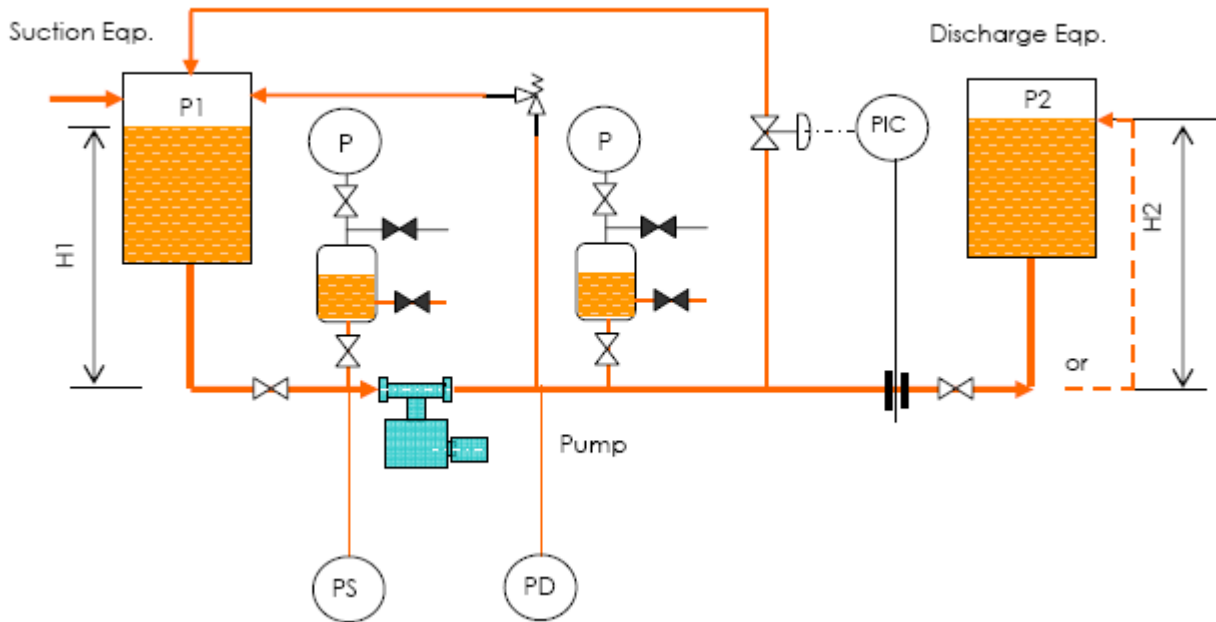 Suction Eqp.
Discharge Eqp.
P1
P2
P
P
PIC
H1
H2
or
Pump
PS
PD